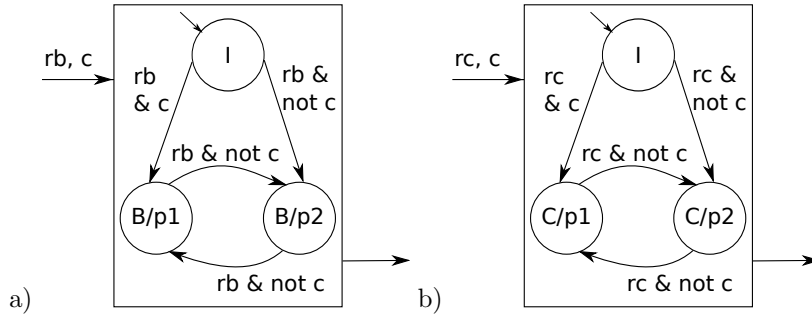 I
rb, c
rb
& c
rb &
not c
rb & not c
B/p1
B/p2
rb & not c
a)
I
rc, c
rc
& c
rc &
not c
rc & not c
C/p1
C/p2
rc & not c
b)